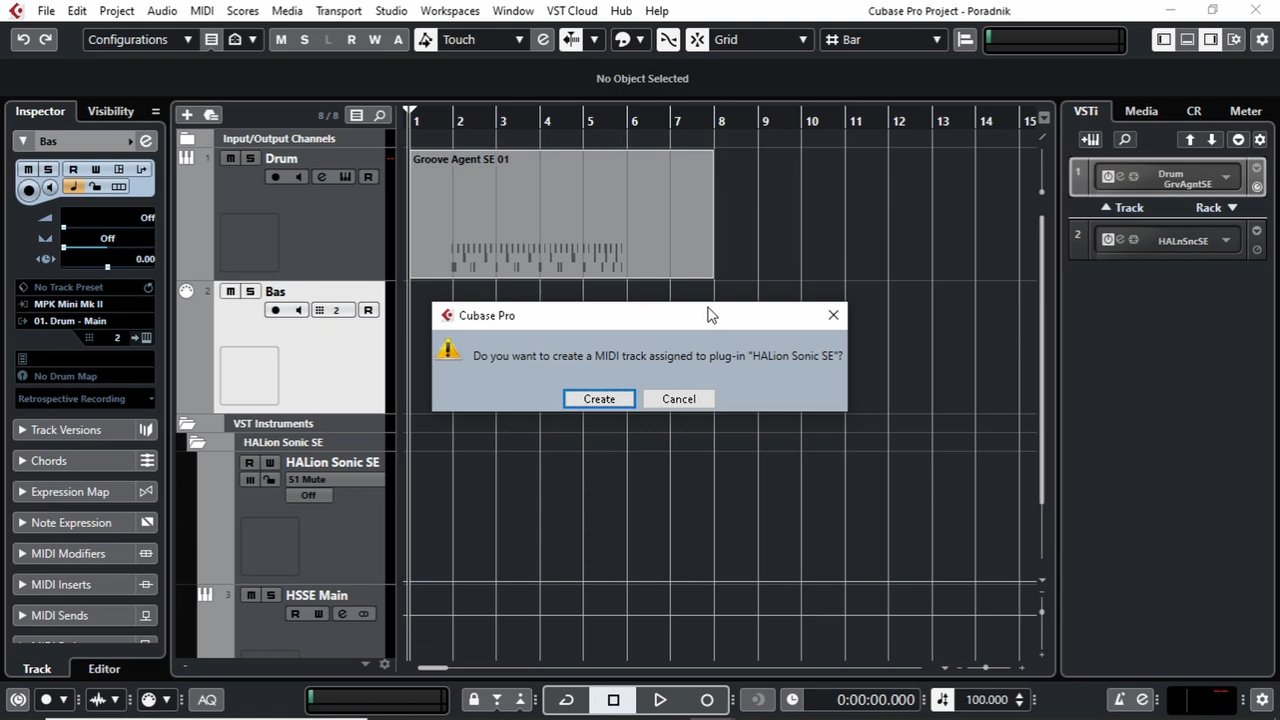 File Edit Project Audio MIDI Scores Media Transport Studio Workspaces Window VST Cloud Hub Help Cubase Pro Project - Poradnik
Configurations M S L R W A Touch Grid Bar
No Object Selected
Inspector Visibility
8 / 8
1 2 3 4 5 6 7 8 9 10 11 12 13 14 15
VSTi Media CR Meter
Bas
M S R W
Off
Off
0.00
No Track Preset
MPK Mini Mk II
01. Drum - Main
2
No Drum Map
Retrospective Recording
Track Versions
Chords
Expression Map
Note Expression
MIDI Modifiers
MIDI Inserts
MIDI Sends
Track Editor
Input/Output Channels
1 M S Drum
R
Groove Agent SE 01
2 M S Bas
2 R
VST Instruments
HALion Sonic SE
R W HALion Sonic SE
S1 Mute
Off
3 M S HSSE Main
R W
Cubase Pro
Do you want to create a MIDI track assigned to plug-in "HALion Sonic SE"?
Create Cancel
1 Drum
GrvAgntSE
Track Rack
2 HALnSncSE
AQ 0:00:00.000 100.000